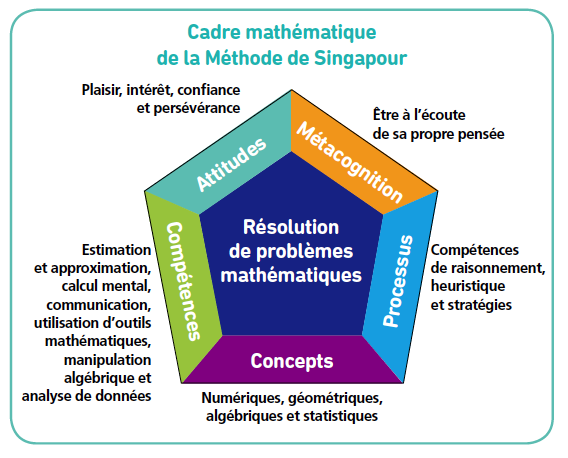 Cadre mathématique
de la Méthode de Singapour
Plaisir, intérêt, confiance
et persévérance
Être à l'écoute
de sa propre pensée
Attitudes
Métacognition
Résolution
de problèmes
mathématiques
Compétences
Processus
Concepts
Estimation
et approximation,
calcul mental,
communication,
utilisation d'outils
mathématiques,
manipulation
algébrique et
analyse de données
Compétences
de raisonnement,
heuristique
et stratégies
Numériques, géométriques,
algébriques et statistiques